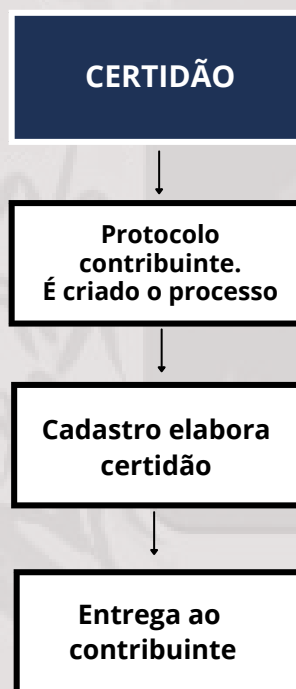 CERTIDÃO
Protocolo
contribuinte.
É criado o processo
Cadastro elabora
certidão
Entrega ao
contribuinte